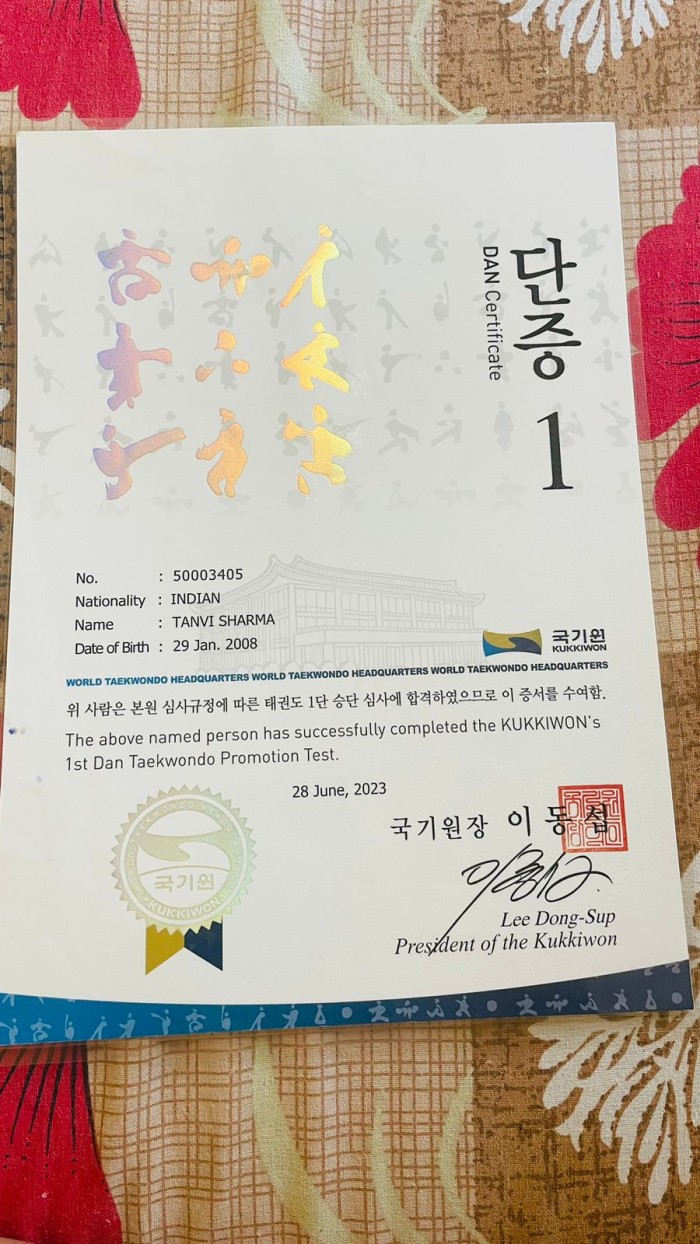 단증
DAN Certificate
1
No. : 50003405
Nationality : INDIAN
Name : TANVI SHARMA
Date of Birth : 29 Jan. 2008
국기원
KUKKIWON
WORLD TAEKWONDO HEADQUARTERS WORLD TAEKWONDO HEADQUARTERS WORLD TAEKWONDO HEADQUARTERS
위 사람은 본원 심사규정에 따른 태권도 1단 승단 심사에 합격하였으므로 이 증서를 수여함.
The above named person has successfully completed the KUKKIWON's
1st Dan Taekwondo Promotion Test.
28 June, 2023
국기원장 이동섭
Lee Dong-Sup
President of the Kukkiwon
국기원
KUKKIWON